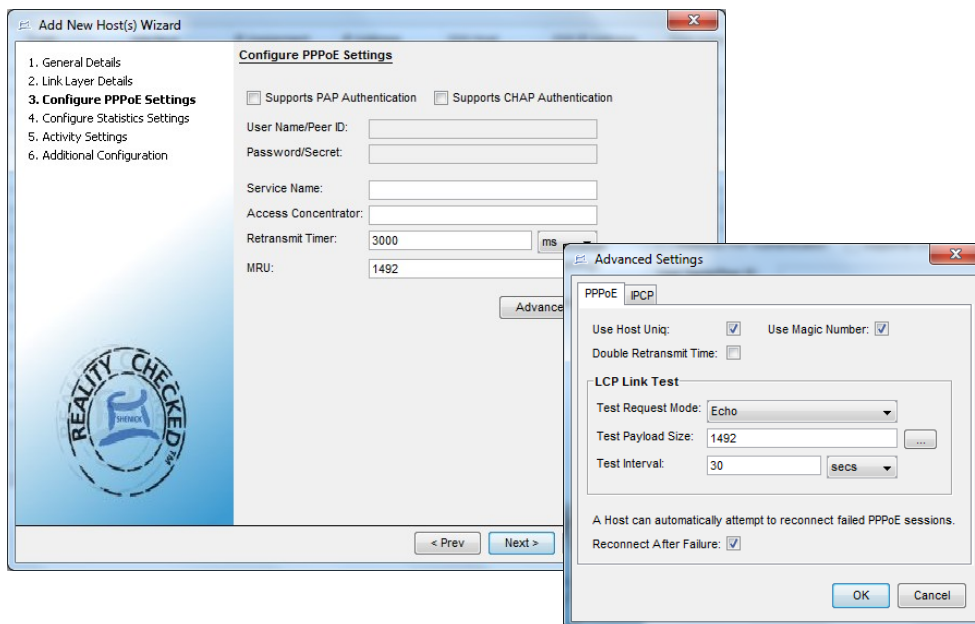 Add New Host(s) Wizard
1. General Details
2. Link Layer Details
3. Configure PPPoE Settings
4. Configure Statistics Settings
5. Activity Settings
6. Additional Configuration
REALITY CHECKED™
SHENICK
Configure PPPoE Settings
Supports PAP Authentication Supports CHAP Authentication
User Name/Peer ID:
Password/Secret:
Service Name:
Access Concentrator:
Retransmit Timer: 3000 ms
MRU: 1492
Advance
< Prev Next >
Advanced Settings
PPPoE IPCP
Use Host Uniq: Use Magic Number:
Double Retransmit Time:
LCP Link Test
Test Request Mode: Echo
Test Payload Size: 1492 ...
Test Interval: 30 secs
A Host can automatically attempt to reconnect failed PPPoE sessions.
Reconnect After Failure:
OK Cancel